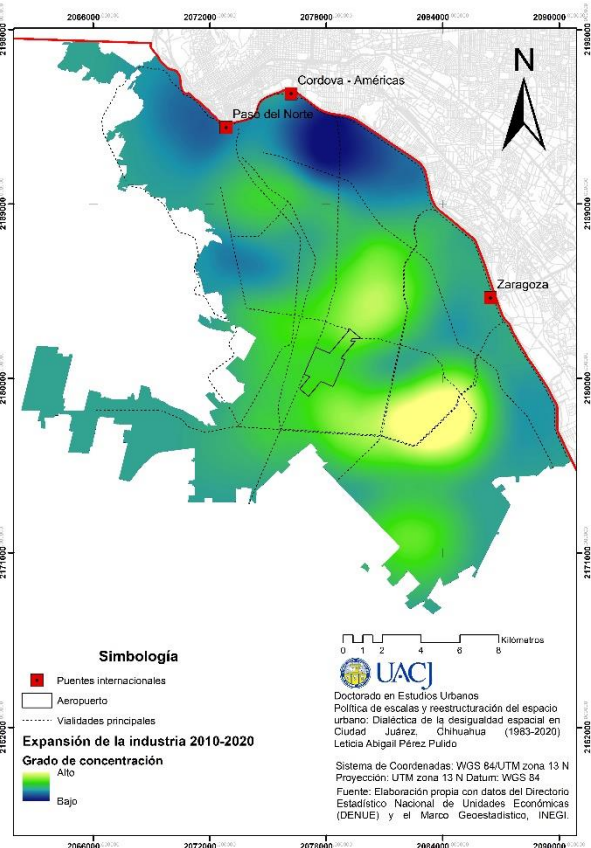 2066000 2072000 2078000 2084000 2090000
2198000
N
Cordova - Américas
Paso del Norte
2189000
Zaragoza
2180000
2171000
0 1 2 4 6 8 Kilómetros
Simbología
Puentes internacionales
Aeropuerto
Vialidades principales
Expansión de la industria 2010-2020
Grado de concentración
Alto
Bajo
UACJ
Doctorado en Estudios Urbanos
Política de escalas y reestructuración del espacio
urbano: Dialéctica de la desigualdad espacial en
Ciudad Juárez, Chihuahua (1983-2020)
Leticia Abigail Pérez Pulido
Sistema de Coordenadas: WGS 84/UTM zona 13 N
Proyección: UTM zona 13 N Datum: WGS 84
Fuente: Elaboración propia con datos del Directorio
Estadístico Nacional de Unidades Económicas
(DENUE) y el Marco Geoestadistico, INEGI.
2162000
2066000 2072000 2078000 2084000 2090000